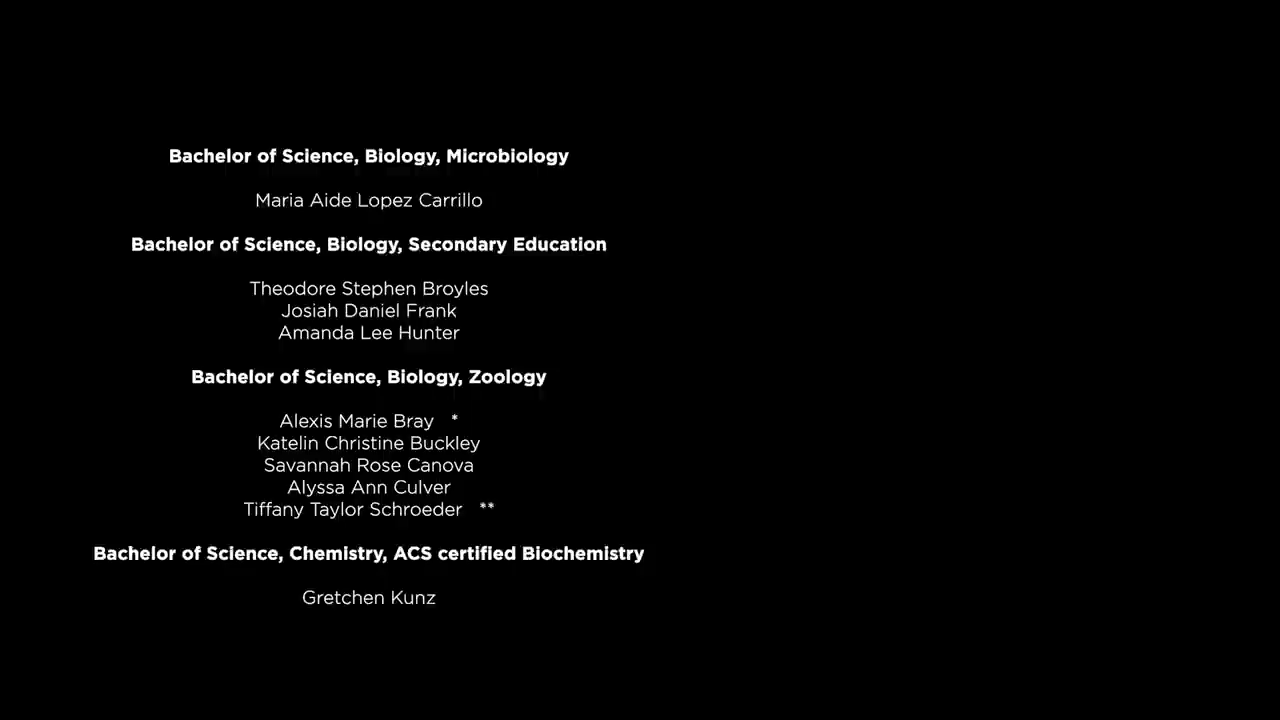 Bachelor of Science, Biology, Microbiology
Maria Aide Lopez Carrillo
Bachelor of Science, Biology, Secondary Education
Theodore Stephen Broyles
Josiah Daniel Frank
Amanda Lee Hunter
Bachelor of Science, Biology, Zoology
Alexis Marie Bray *
Katelin Christine Buckley
Savannah Rose Canova
Alyssa Ann Culver
Tiffany Taylor Schroeder **
Bachelor of Science, Chemistry, ACS certified Biochemistry
Gretchen Kunz